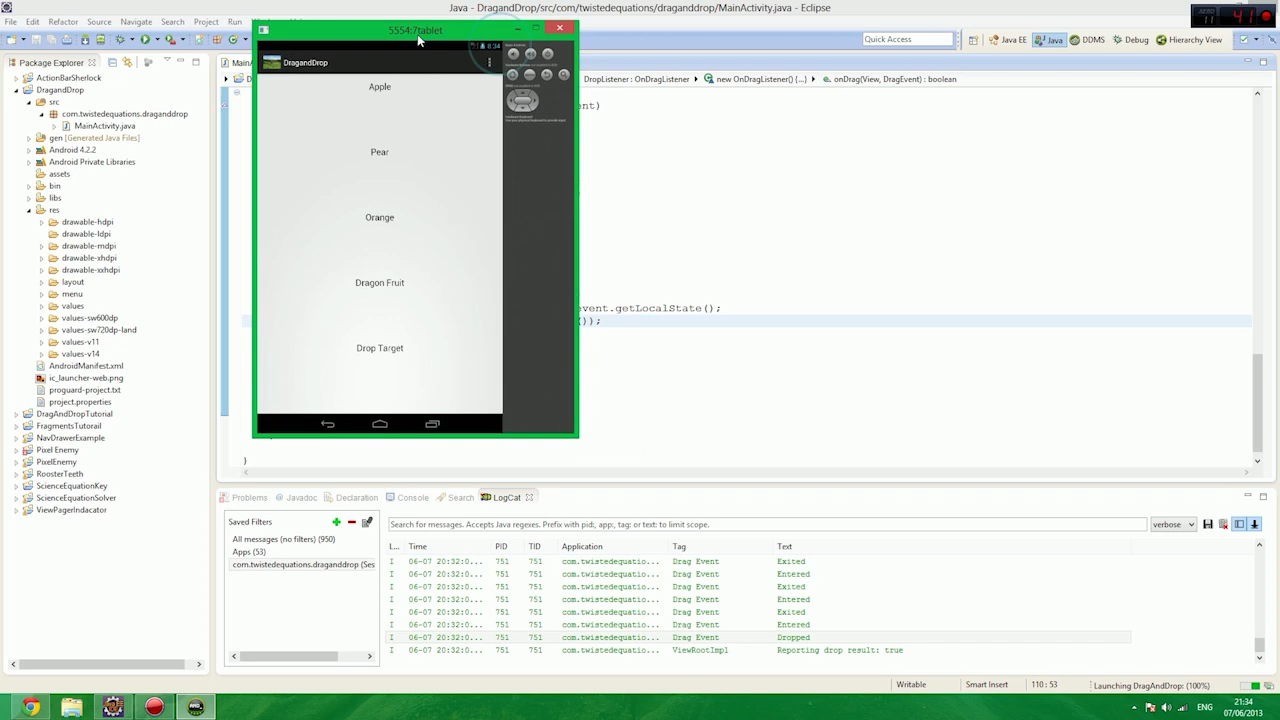 Java - DragandDrop/src/com/twistedequations/draganddrop/MainActivity.java - Eclipse
File Edit Refactor Source Navigate Search Project Run
5554:7tablet
41
Quick Access
Java EE
Java
DDMS
Debug
Hierarchy View
Package Explorer
DropListener : OnDragListener
new OnDragListener() {...}
onDrag(View, DragEvent) : boolean
ActionBarSherlock
DragandDrop
src
com.twistedequations.draganddrop
MainActivity.java
gen [Generated Java Files]
Android 4.2.2
Android Private Libraries
assets
bin
libs
res
drawable-hdpi
drawable-ldpi
drawable-mdpi
drawable-xhdpi
drawable-xxhdpi
layout
menu
values
values-sw600dp
values-sw720dp-land
values-v11
values-v14
AndroidManifest.xml
ic_launcher-web.png
proguard-project.txt
project.properties
DragAndDropTutorial
FragmentsTutorail
NavDrawerExample
Pixel Enemy
PixelEnemy
RoosterTeeth
ScienceEquationKey
ScienceEquationSolver
ViewPagerIndacator
8:34
DragandDrop
Apple
Pear
Orange
Dragon Fruit
Drop Target
event.getLocalState();
());
}
Problems
Javadoc
Declaration
Console
Search
LogCat
Saved Filters
All messages (no filters) (950)
Apps (53)
com.twistedequations.draganddrop (Ses
Search for messages. Accepts Java regexes. Prefix with pid:, app:, tag: or text: to limit scope.
verbose
L... Time PID TID Application Tag Text
I 06-07 20:32:0... 751 751 com.twistedequatio... Drag Event Exited
I 06-07 20:32:0... 751 751 com.twistedequatio... Drag Event Entered
I 06-07 20:32:0... 751 751 com.twistedequatio... Drag Event Exited
I 06-07 20:32:0... 751 751 com.twistedequatio... Drag Event Entered
I 06-07 20:32:0... 751 751 com.twistedequatio... Drag Event Exited
I 06-07 20:32:0... 751 751 com.twistedequatio... Drag Event Entered
I 06-07 20:32:0... 751 751 com.twistedequatio... Drag Event Dropped
I 06-07 20:32:0... 751 751 com.twistedequatio... ViewRootImpl Reporting drop result: true
Writable
Smart Insert
110 : 53
Launching DragAndDrop: (100%)
ENG
21:34
07/06/2013